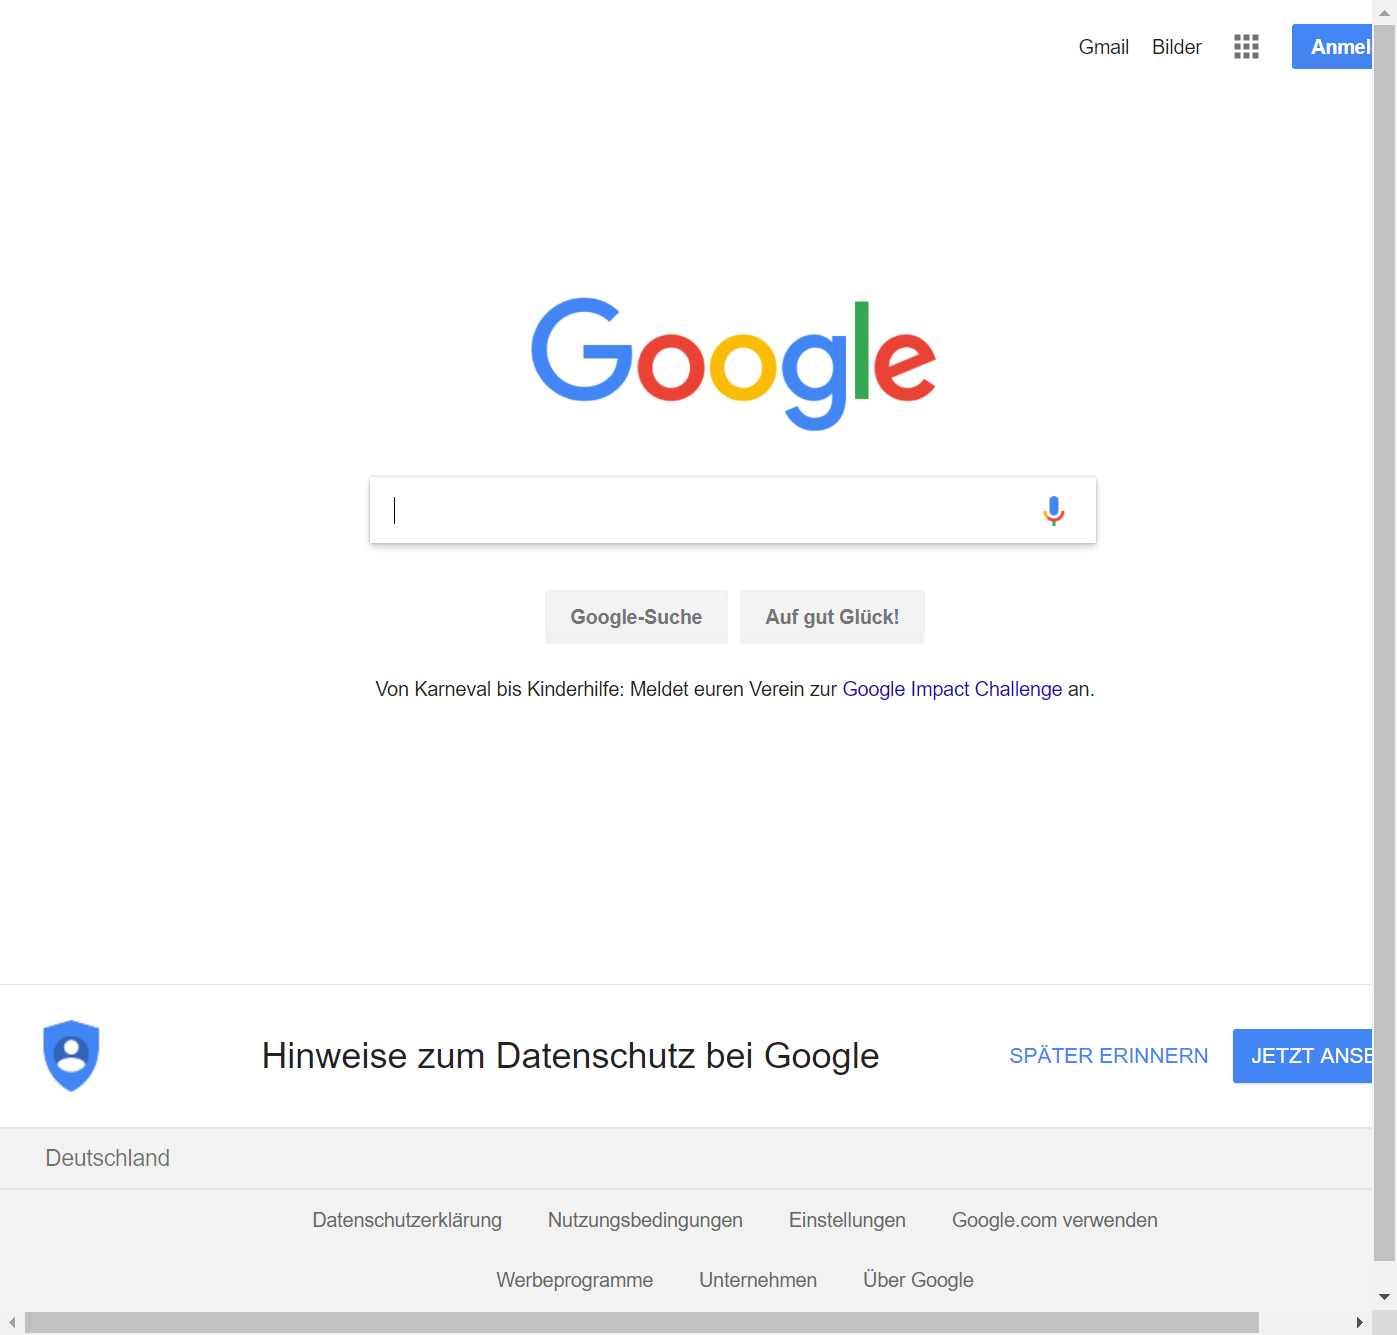 Gmail Bilder Anmel
Google
Google-Suche Auf gut Glück!
Von Karneval bis Kinderhilfe: Meldet euren Verein zur Google Impact Challenge an.
Hinweise zum Datenschutz bei Google SPÄTER ERINNERN JETZT ANSE
Deutschland
Datenschutzerklärung Nutzungsbedingungen Einstellungen Google.com verwenden
Werbeprogramme Unternehmen Über Google